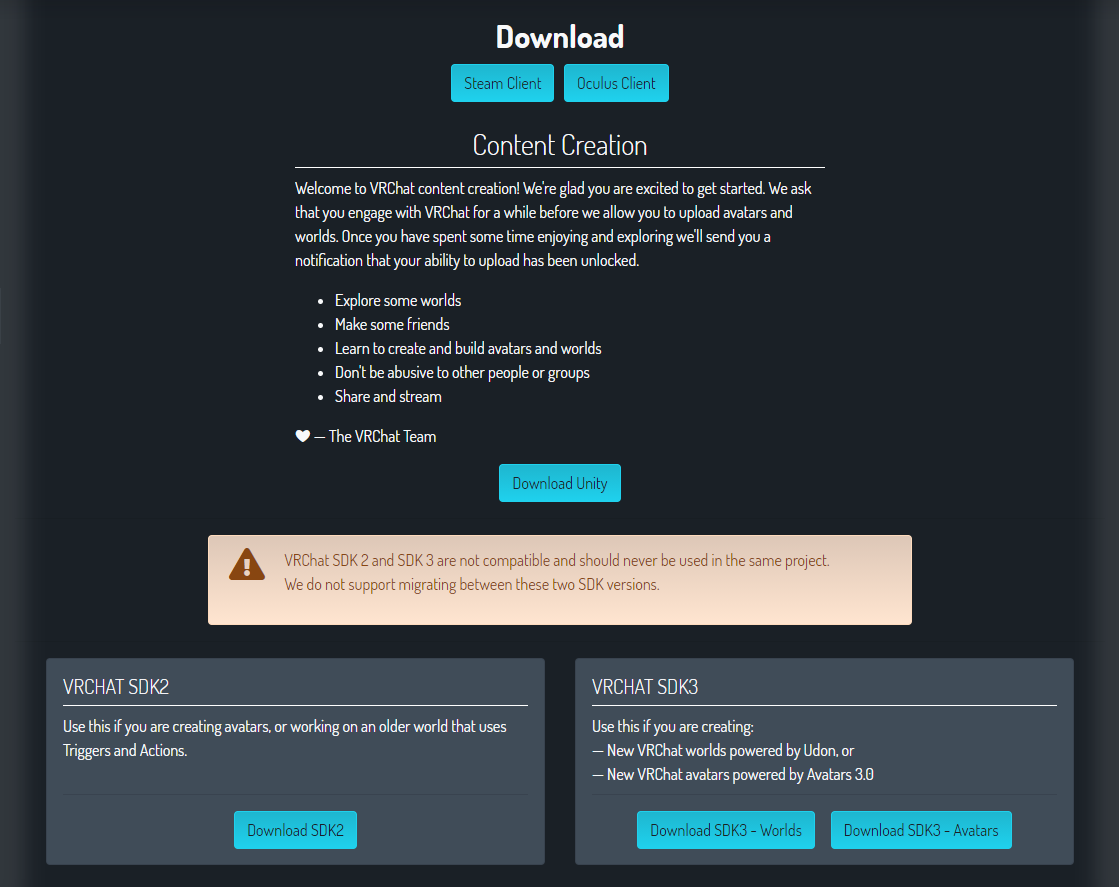 Download
Steam Client
Oculus Client
Content Creation
Welcome to VRChat content creation! We're glad you are excited to get started. We ask
that you engage with VRChat for a while before we allow you to upload avatars and
worlds. Once you have spent some time enjoying and exploring we'll send you a
notification that your ability to upload has been unlocked.
• Explore some worlds
• Make some friends
• Learn to create and build avatars and worlds
• Don't be abusive to other people or groups
• Share and stream
♥ — The VRChat Team
Download Unity
VRChat SDK 2 and SDK 3 are not compatible and should never be used in the same project.
We do not support migrating between these two SDK versions.
VRCHAT SDK2
Use this if you are creating avatars, or working on an older world that uses
Triggers and Actions.
Download SDK2
VRCHAT SDK3
Use this if you are creating:
— New VRChat worlds powered by Udon, or
— New VRChat avatars powered by Avatars 3.0
Download SDK3 - Worlds
Download SDK3 - Avatars